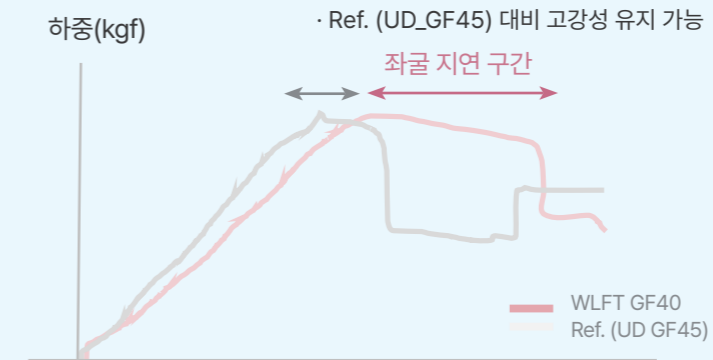 하중(kgf)
· Ref. (UD_GF45) 대비 고강성 유지 가능
좌굴 지연 구간
WLFT GF40
Ref. (UD GF45)